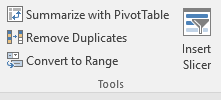 Summarize with PivotTable
Remove Duplicates
Convert to Range
Insert
Slicer
Tools